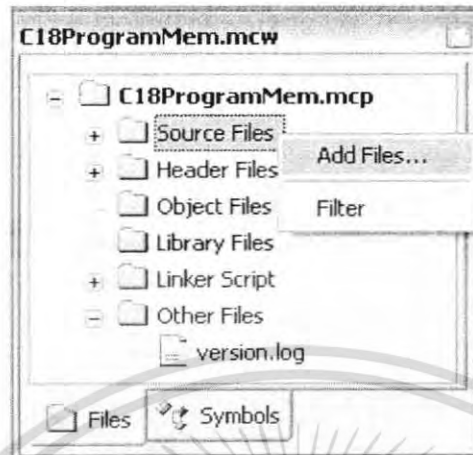 C18ProgramMem.mcw
C18ProgramMem.mcp
Source Files
Add Files...
Header Files
Object Files
Filter
Library Files
Linker Script
Other Files
version.log
Files
Symbols